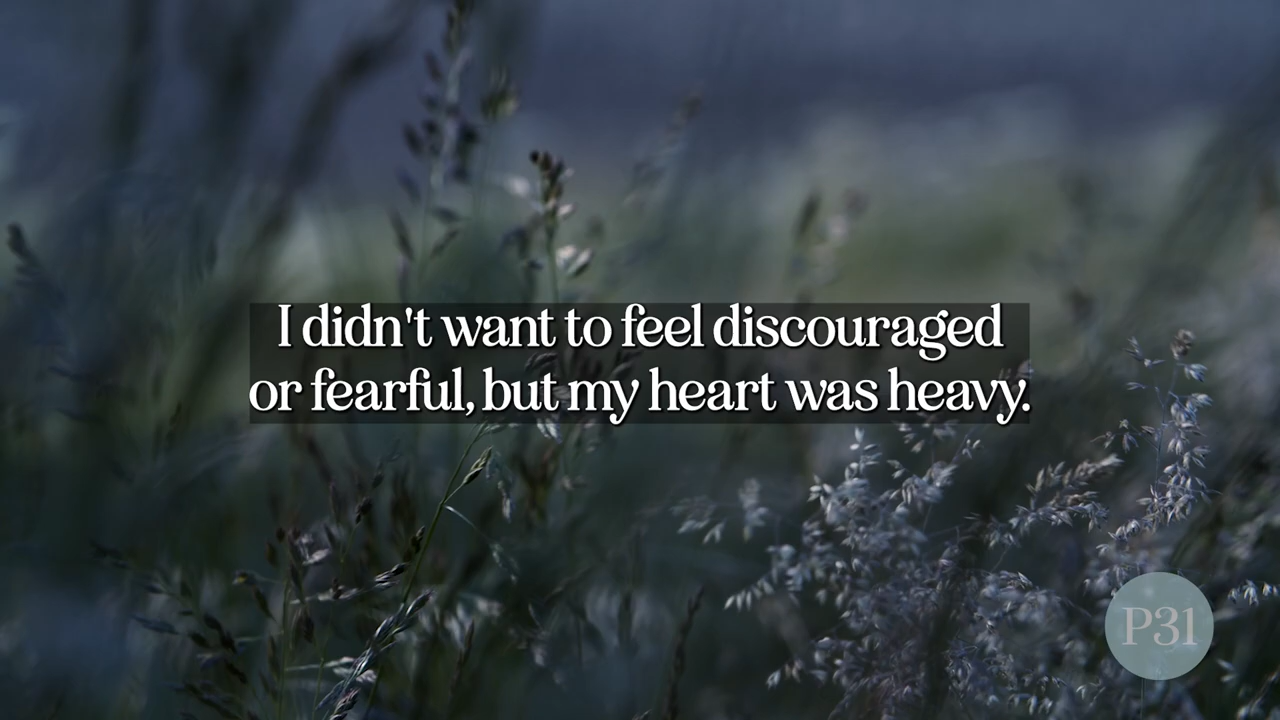 I didn't want to feel discouraged
or fearful, but my heart was heavy.
P31